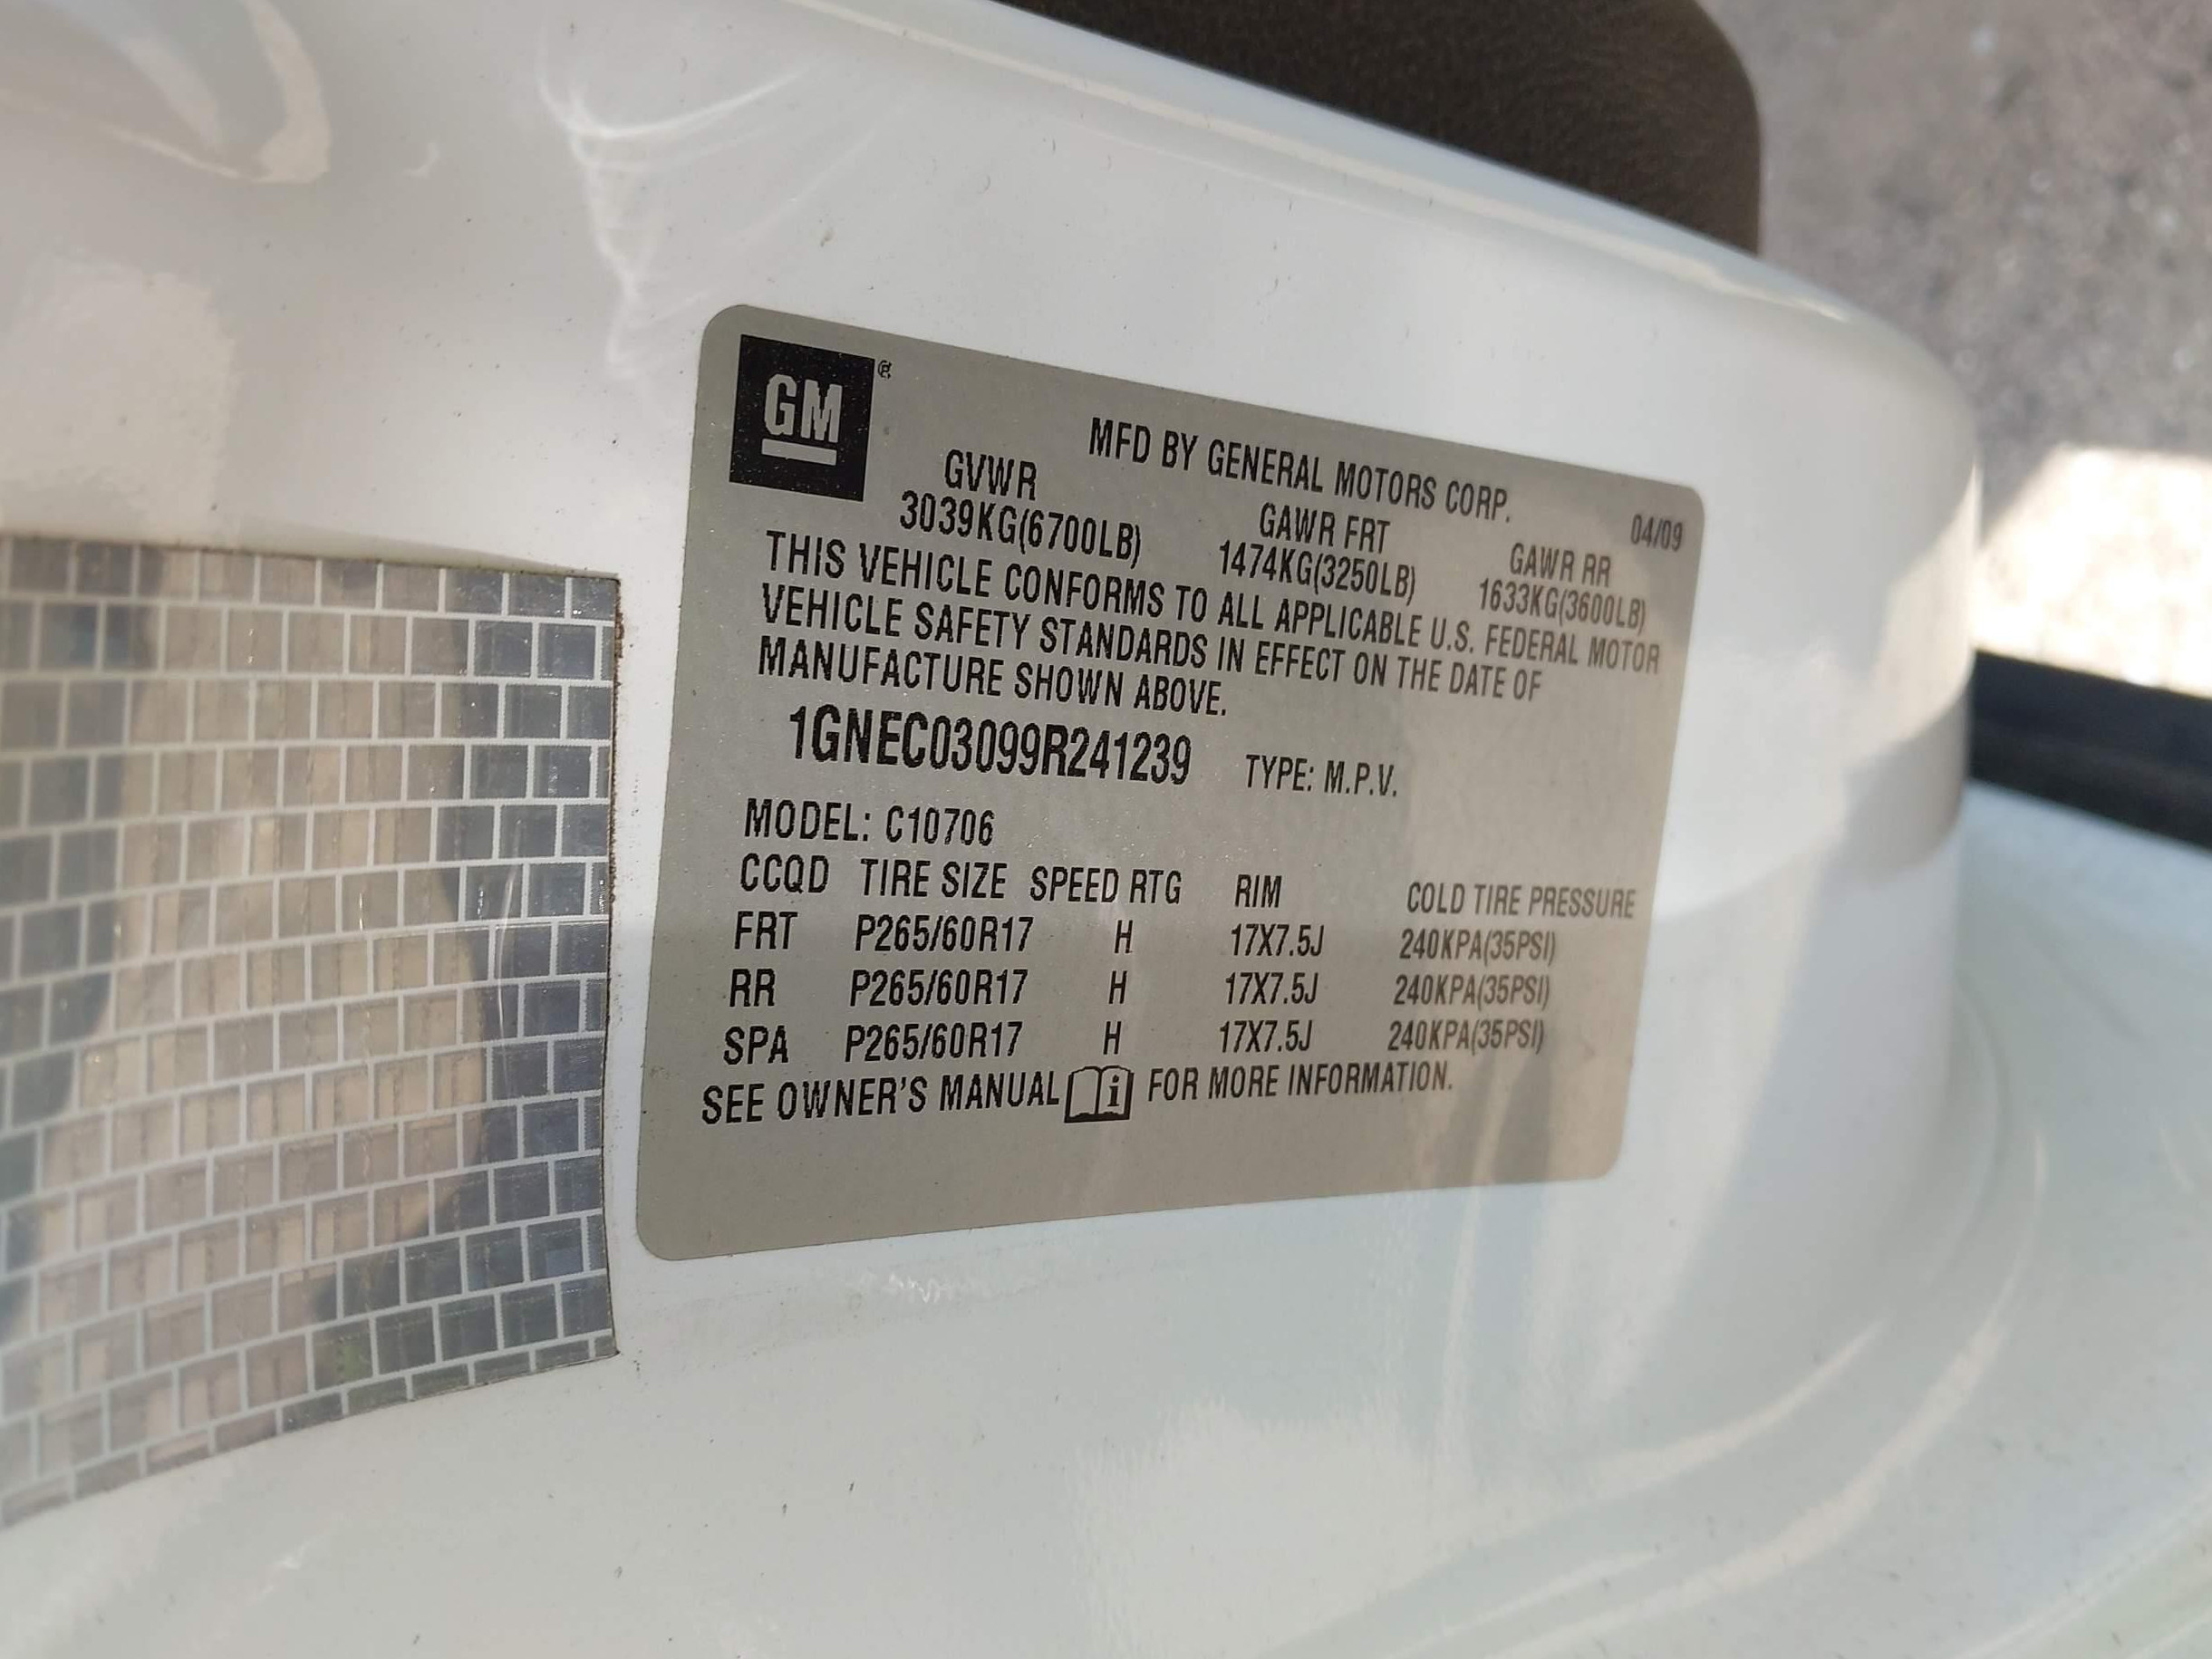 GM®
MFD BY GENERAL MOTORS CORP. 04/09
GVWR GAWR FRT GAWR RR
3039KG(6700LB) 1474KG(3250LB) 1633KG(3600LB)
THIS VEHICLE CONFORMS TO ALL APPLICABLE U.S. FEDERAL MOTOR
VEHICLE SAFETY STANDARDS IN EFFECT ON THE DATE OF
MANUFACTURE SHOWN ABOVE.
1GNEC03099R241239 TYPE: M.P.V.
MODEL: C10706
CCQD TIRE SIZE SPEED RTG RIM COLD TIRE PRESSURE
FRT P265/60R17 H 17X7.5J 240KPA(35PSI)
RR P265/60R17 H 17X7.5J 240KPA(35PSI)
SPA P265/60R17 H 17X7.5J 240KPA(35PSI)
SEE OWNER'S MANUAL i FOR MORE INFORMATION.